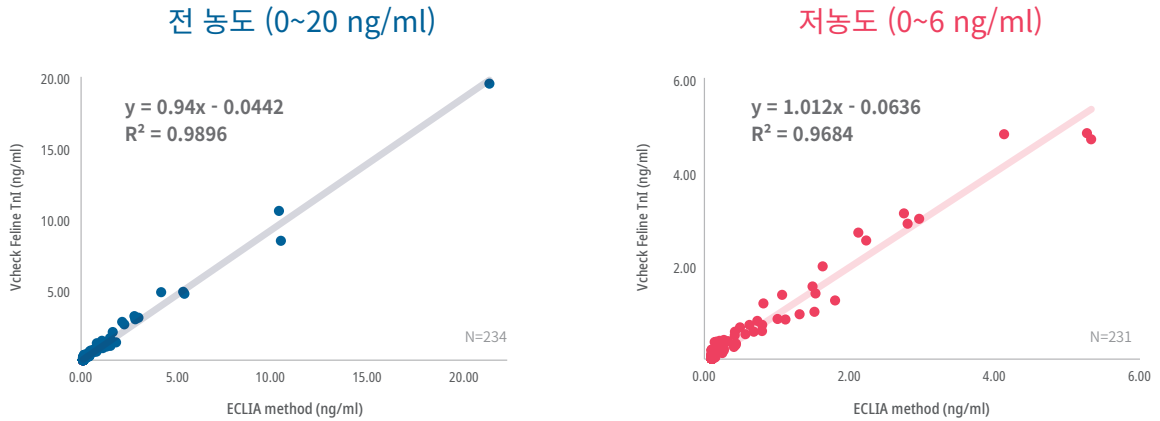 전 농도 (0~20 ng/ml)
20.00
15.00
10.00
5.00
Vcheck Feline TnI (ng/ml)
y = 0.94x - 0.0442
R² = 0.9896
N=234
0.00 5.00 10.00 15.00 20.00
ECLIA method (ng/ml)
저농도 (0~6 ng/ml)
6.00
4.00
2.00
Vcheck Feline TnI (ng/ml)
y = 1.012x - 0.0636
R² = 0.9684
N=231
0.00 2.00 4.00 6.00
ECLIA method (ng/ml)